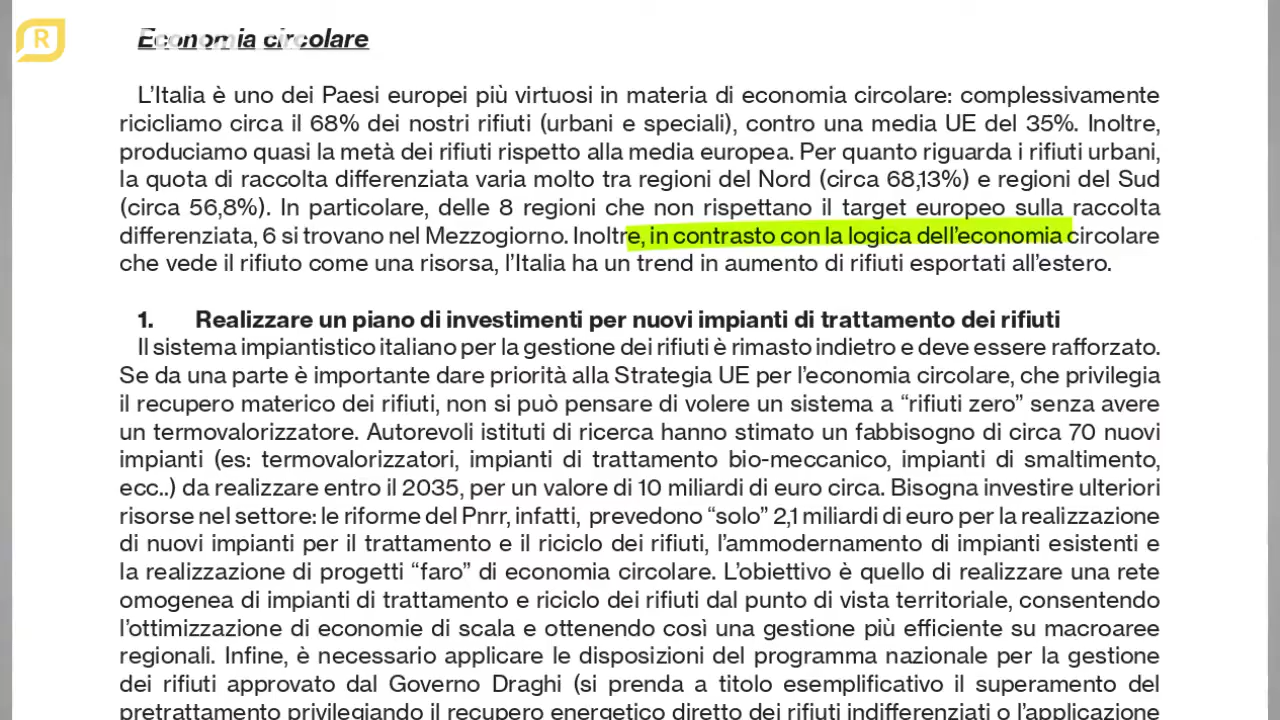 R
Economia circolare
L’Italia è uno dei Paesi europei più virtuosi in materia di economia circolare: complessivamente
ricicliamo circa il 68% dei nostri rifiuti (urbani e speciali), contro una media UE del 35%. Inoltre,
produciamo quasi la metà dei rifiuti rispetto alla media europea. Per quanto riguarda i rifiuti urbani,
la quota di raccolta differenziata varia molto tra regioni del Nord (circa 68,13%) e regioni del Sud
(circa 56,8%). In particolare, delle 8 regioni che non rispettano il target europeo sulla raccolta
differenziata, 6 si trovano nel Mezzogiorno. Inoltre, in contrasto con la logica dell’economia circolare
che vede il rifiuto come una risorsa, l’Italia ha un trend in aumento di rifiuti esportati all’estero.
1. Realizzare un piano di investimenti per nuovi impianti di trattamento dei rifiuti
Il sistema impiantistico italiano per la gestione dei rifiuti è rimasto indietro e deve essere rafforzato.
Se da una parte è importante dare priorità alla Strategia UE per l’economia circolare, che privilegia
il recupero materico dei rifiuti, non si può pensare di volere un sistema a “rifiuti zero” senza avere
un termovalorizzatore. Autorevoli istituti di ricerca hanno stimato un fabbisogno di circa 70 nuovi
impianti (es: termovalorizzatori, impianti di trattamento bio-meccanico, impianti di smaltimento,
ecc..) da realizzare entro il 2035, per un valore di 10 miliardi di euro circa. Bisogna investire ulteriori
risorse nel settore: le riforme del Pnrr, infatti, prevedono “solo” 2,1 miliardi di euro per la realizzazione
di nuovi impianti per il trattamento e il riciclo dei rifiuti, l’ammodernamento di impianti esistenti e
la realizzazione di progetti “faro” di economia circolare. L’obiettivo è quello di realizzare una rete
omogenea di impianti di trattamento e riciclo dei rifiuti dal punto di vista territoriale, consentendo
l’ottimizzazione di economie di scala e ottenendo così una gestione più efficiente su macroaree
regionali. Infine, è necessario applicare le disposizioni del programma nazionale per la gestione
dei rifiuti approvato dal Governo Draghi (si prenda a titolo esemplificativo il superamento del
pretrattamento privilegiando il recupero energetico diretto dei rifiuti indifferenziati o l’applicazione